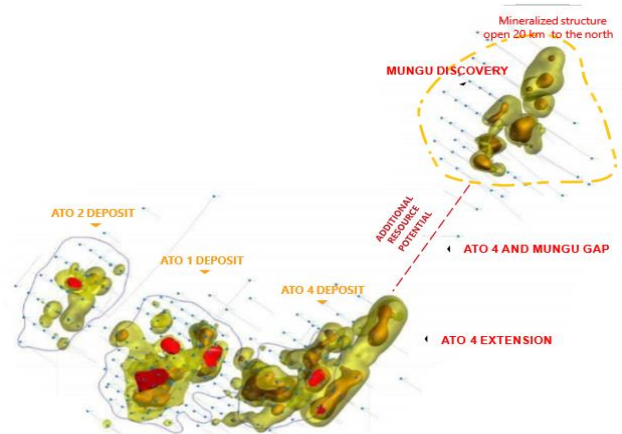 Mineralized structure
open 20 km to the north
MUNGU DISCOVERY
ATO 2 DEPOSIT
ATO 1 DEPOSIT
ATO 4 DEPOSIT
ADDITIONAL
RESOURCE
POTENTIAL
ATO 4 AND MUNGU GAP
ATO 4 EXTENSION